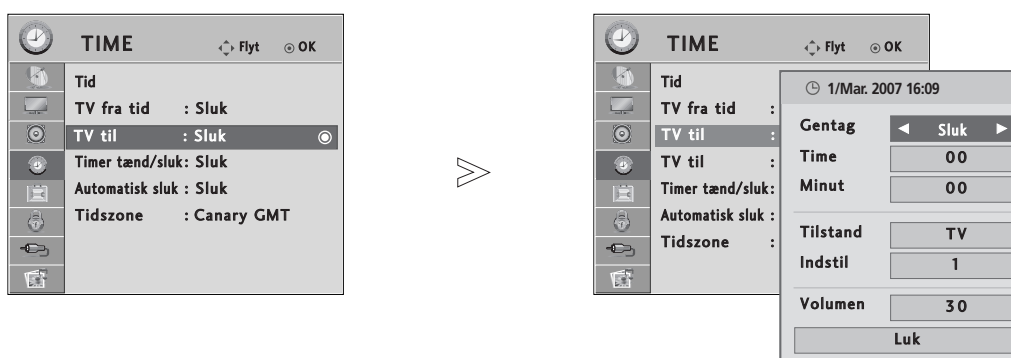 TIME Flyt OK
Tid
TV fra tid : Sluk
TV til : Sluk
Timer tænd/sluk: Sluk
Automatisk sluk : Sluk
Tidszone : Canary GMT
TIME Flyt OK
Tid
TV fra tid :
TV til :
TV til :
Timer tænd/sluk:
Automatisk sluk :
Tidszone :
1/Mar. 2007 16:09
Gentag Sluk
Time 00
Minut 00
Tilstand TV
Indstil 1
Volumen 30
Luk